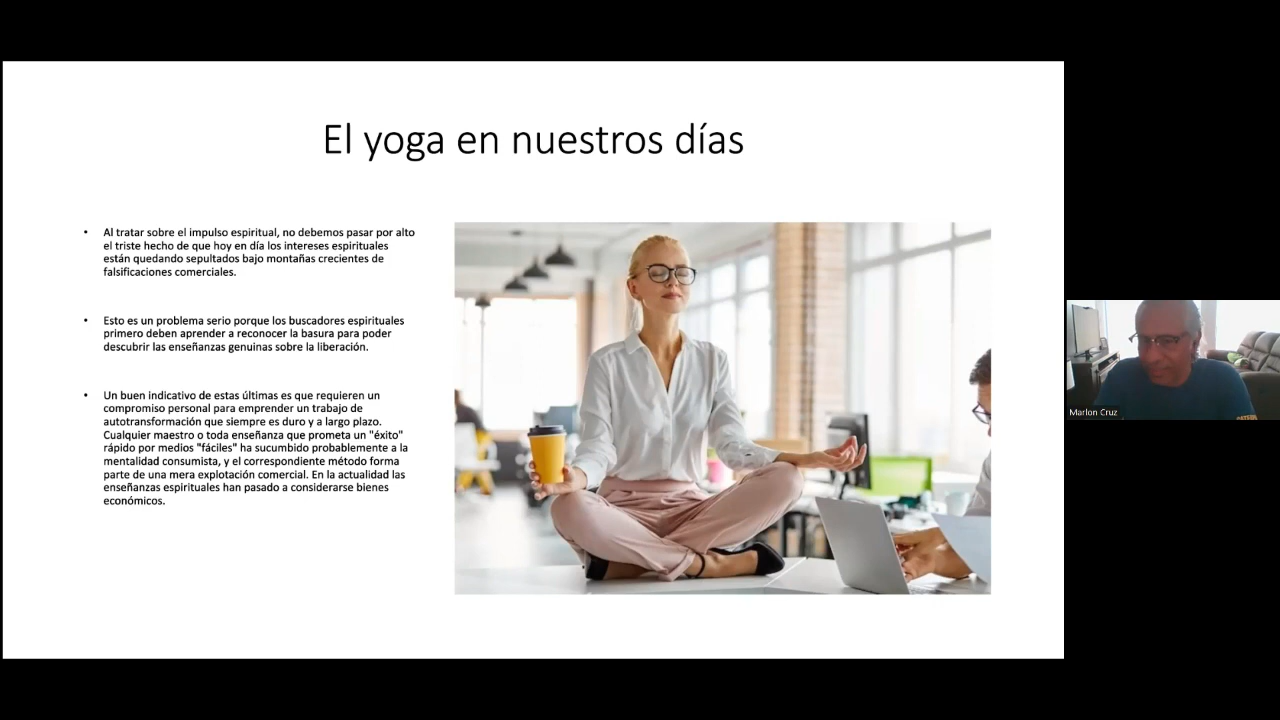 El yoga en nuestros días
• Al tratar sobre el impulso espiritual, no debemos pasar por alto
el triste hecho de que hoy en día los intereses espirituales
están quedando sepultados bajo montañas crecientes de
falsificaciones comerciales.
• Esto es un problema serio porque los buscadores espirituales
primero deben aprender a reconocer la basura para poder
descubrir las enseñanzas genuinas sobre la liberación.
• Un buen indicativo de estas últimas es que requieren un
compromiso personal para emprender un trabajo de
autotransformación que siempre es duro y a largo plazo.
Cualquier maestro o toda enseñanza que prometa un "éxito"
rápido por medios "fáciles" ha sucumbido probablemente a la
mentalidad consumista, y el correspondiente método forma
parte de una mera explotación comercial. En la actualidad las
enseñanzas espirituales han pasado a considerarse bienes
económicos.
Marlon Cruz